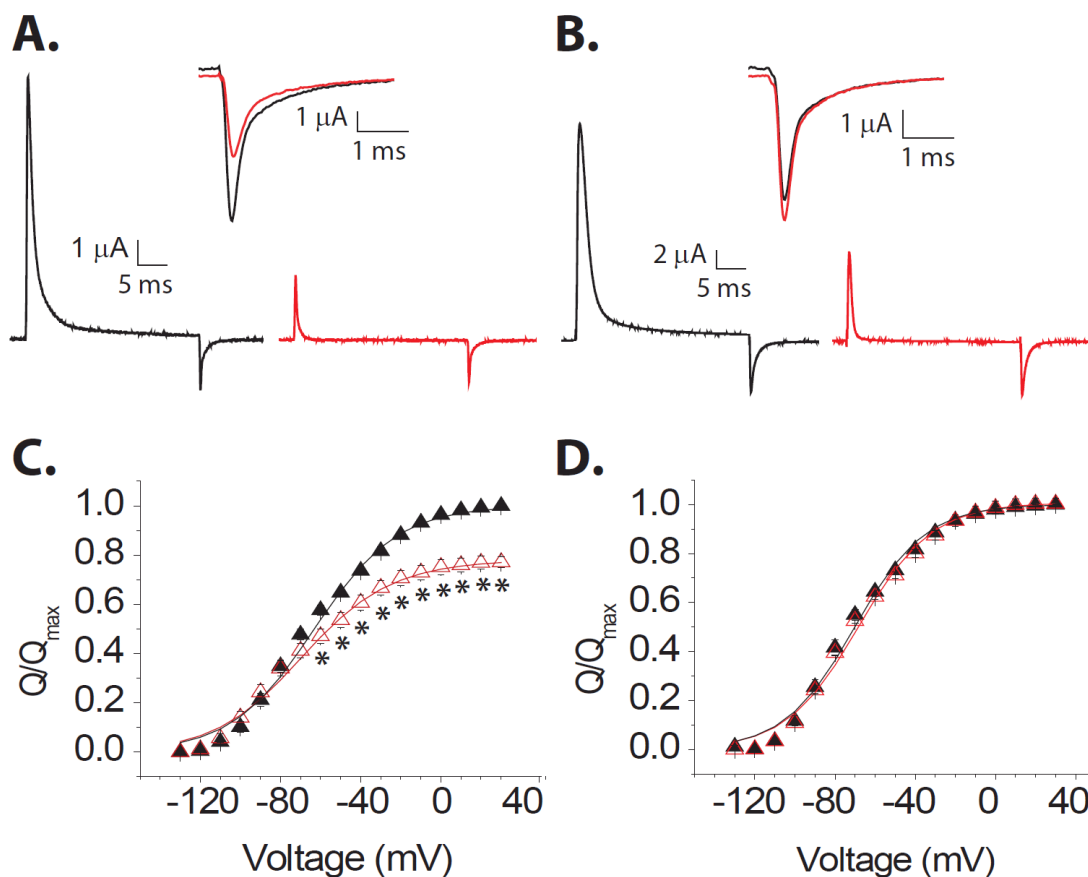 A.
1 µA
1 ms
1 µA
5 ms
B.
1 µA
1 ms
2 µA
5 ms
C.
Q/Qmax
1.0
0.8
0.6
0.4
0.2
0.0
* * * * * * * * * *
-120 -80 -40 0 40
Voltage (mV)
D.
Q/Qmax
1.0
0.8
0.6
0.4
0.2
0.0
-120 -80 -40 0 40
Voltage (mV)